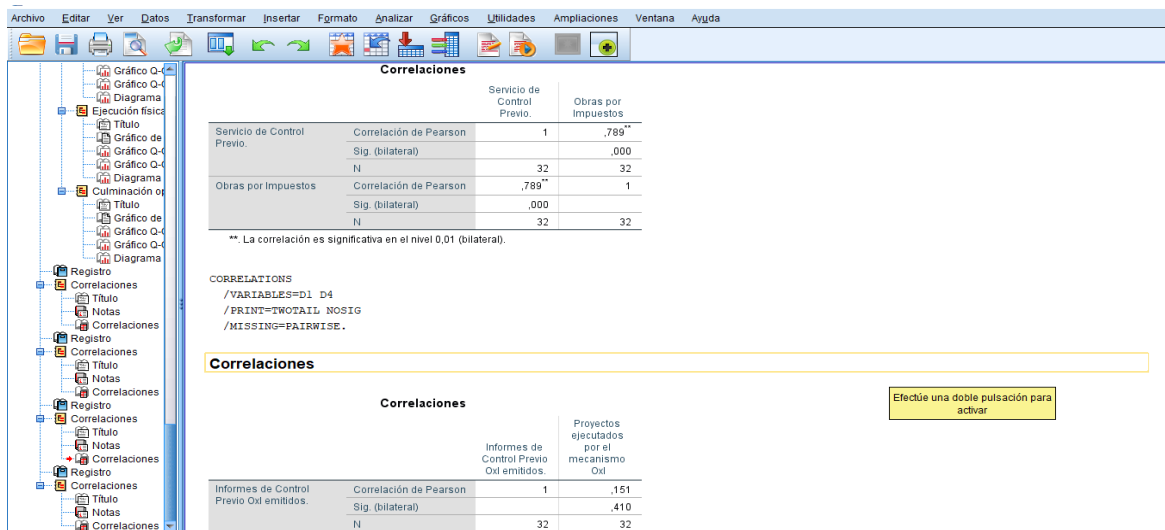 Archivo Editar Ver Datos Transformar Insertar Formato Analizar Gráficos Utilidades Ampliaciones Ventana Ayuda
Gráfico Q-
Gráfico Q-
Diagrama
Ejecución física
Título
Gráfico de
Gráfico Q-
Gráfico Q-
Diagrama
Culminación
Título
Gráfico de
Gráfico Q-
Gráfico Q-
Diagrama
Registro
Correlaciones
Título
Notas
Correlaciones
Registro
Correlaciones
Título
Notas
Correlaciones
Registro
Correlaciones
Título
Notas
Correlaciones
Registro
Correlaciones
Título
Notas
Correlaciones
Correlaciones
Servicio de
Control
Previo.
Obras por
Impuestos
Servicio de Control
Previo.
Correlación de Pearson 1 ,789**
Sig. (bilateral) ,000
N 32 32
Obras por Impuestos Correlación de Pearson ,789** 1
Sig. (bilateral) ,000
N 32 32
**. La correlación es significativa en el nivel 0,01 (bilateral).
CORRELATIONS
/VARIABLES=D1 D4
/PRINT=TWOTAIL NOSIG
/MISSING=PAIRWISE.
Correlaciones
Efectúe una doble pulsación para
activar
Correlaciones
Informes de
Control Previo
OxI emitidos.
Proyectos
ejecutados
por el
mecanismo
OxI
Informes de Control
Previo OxI emitidos.
Correlación de Pearson 1 ,151
Sig. (bilateral) ,410
N 32 32